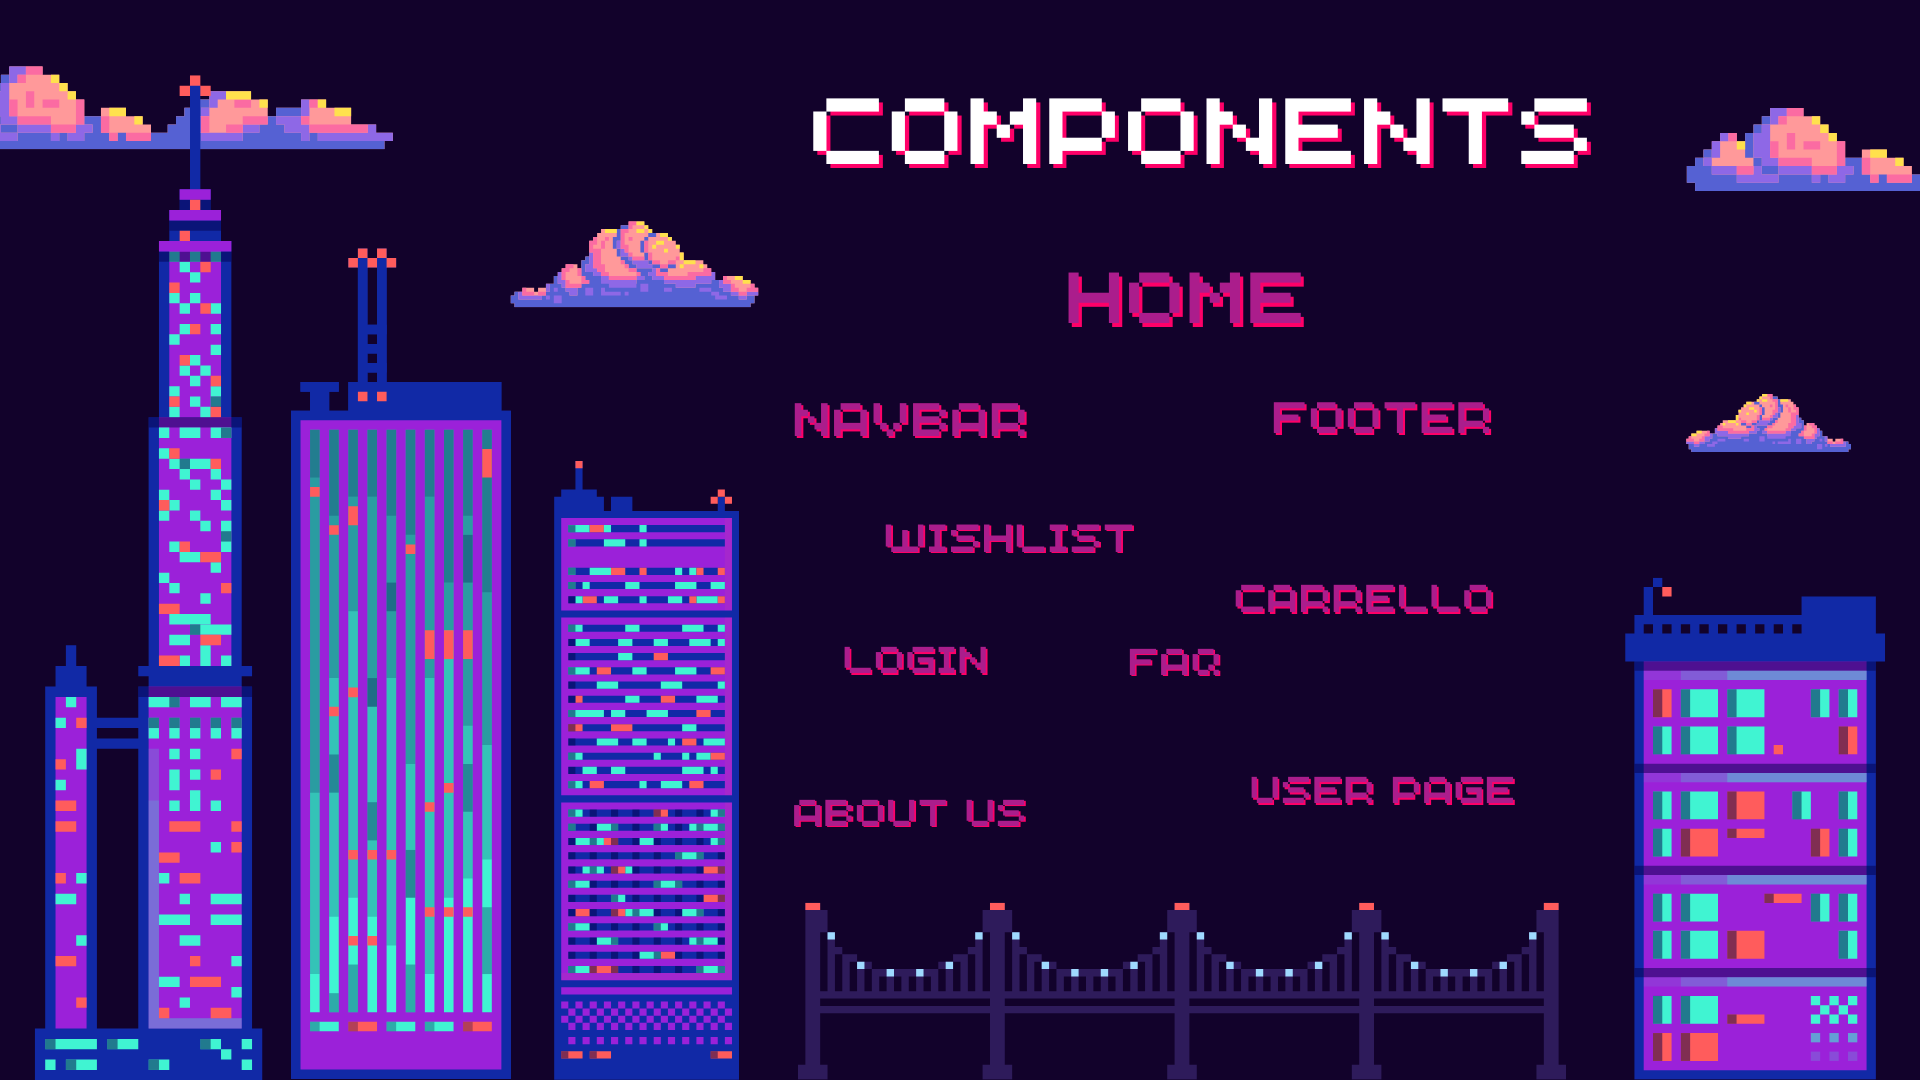 COMPONENTS
HOME
NAVBAR
FOOTER
WISHLIST
CARRELLO
LOGIN
FAQ
USER PAGE
ABOUT US